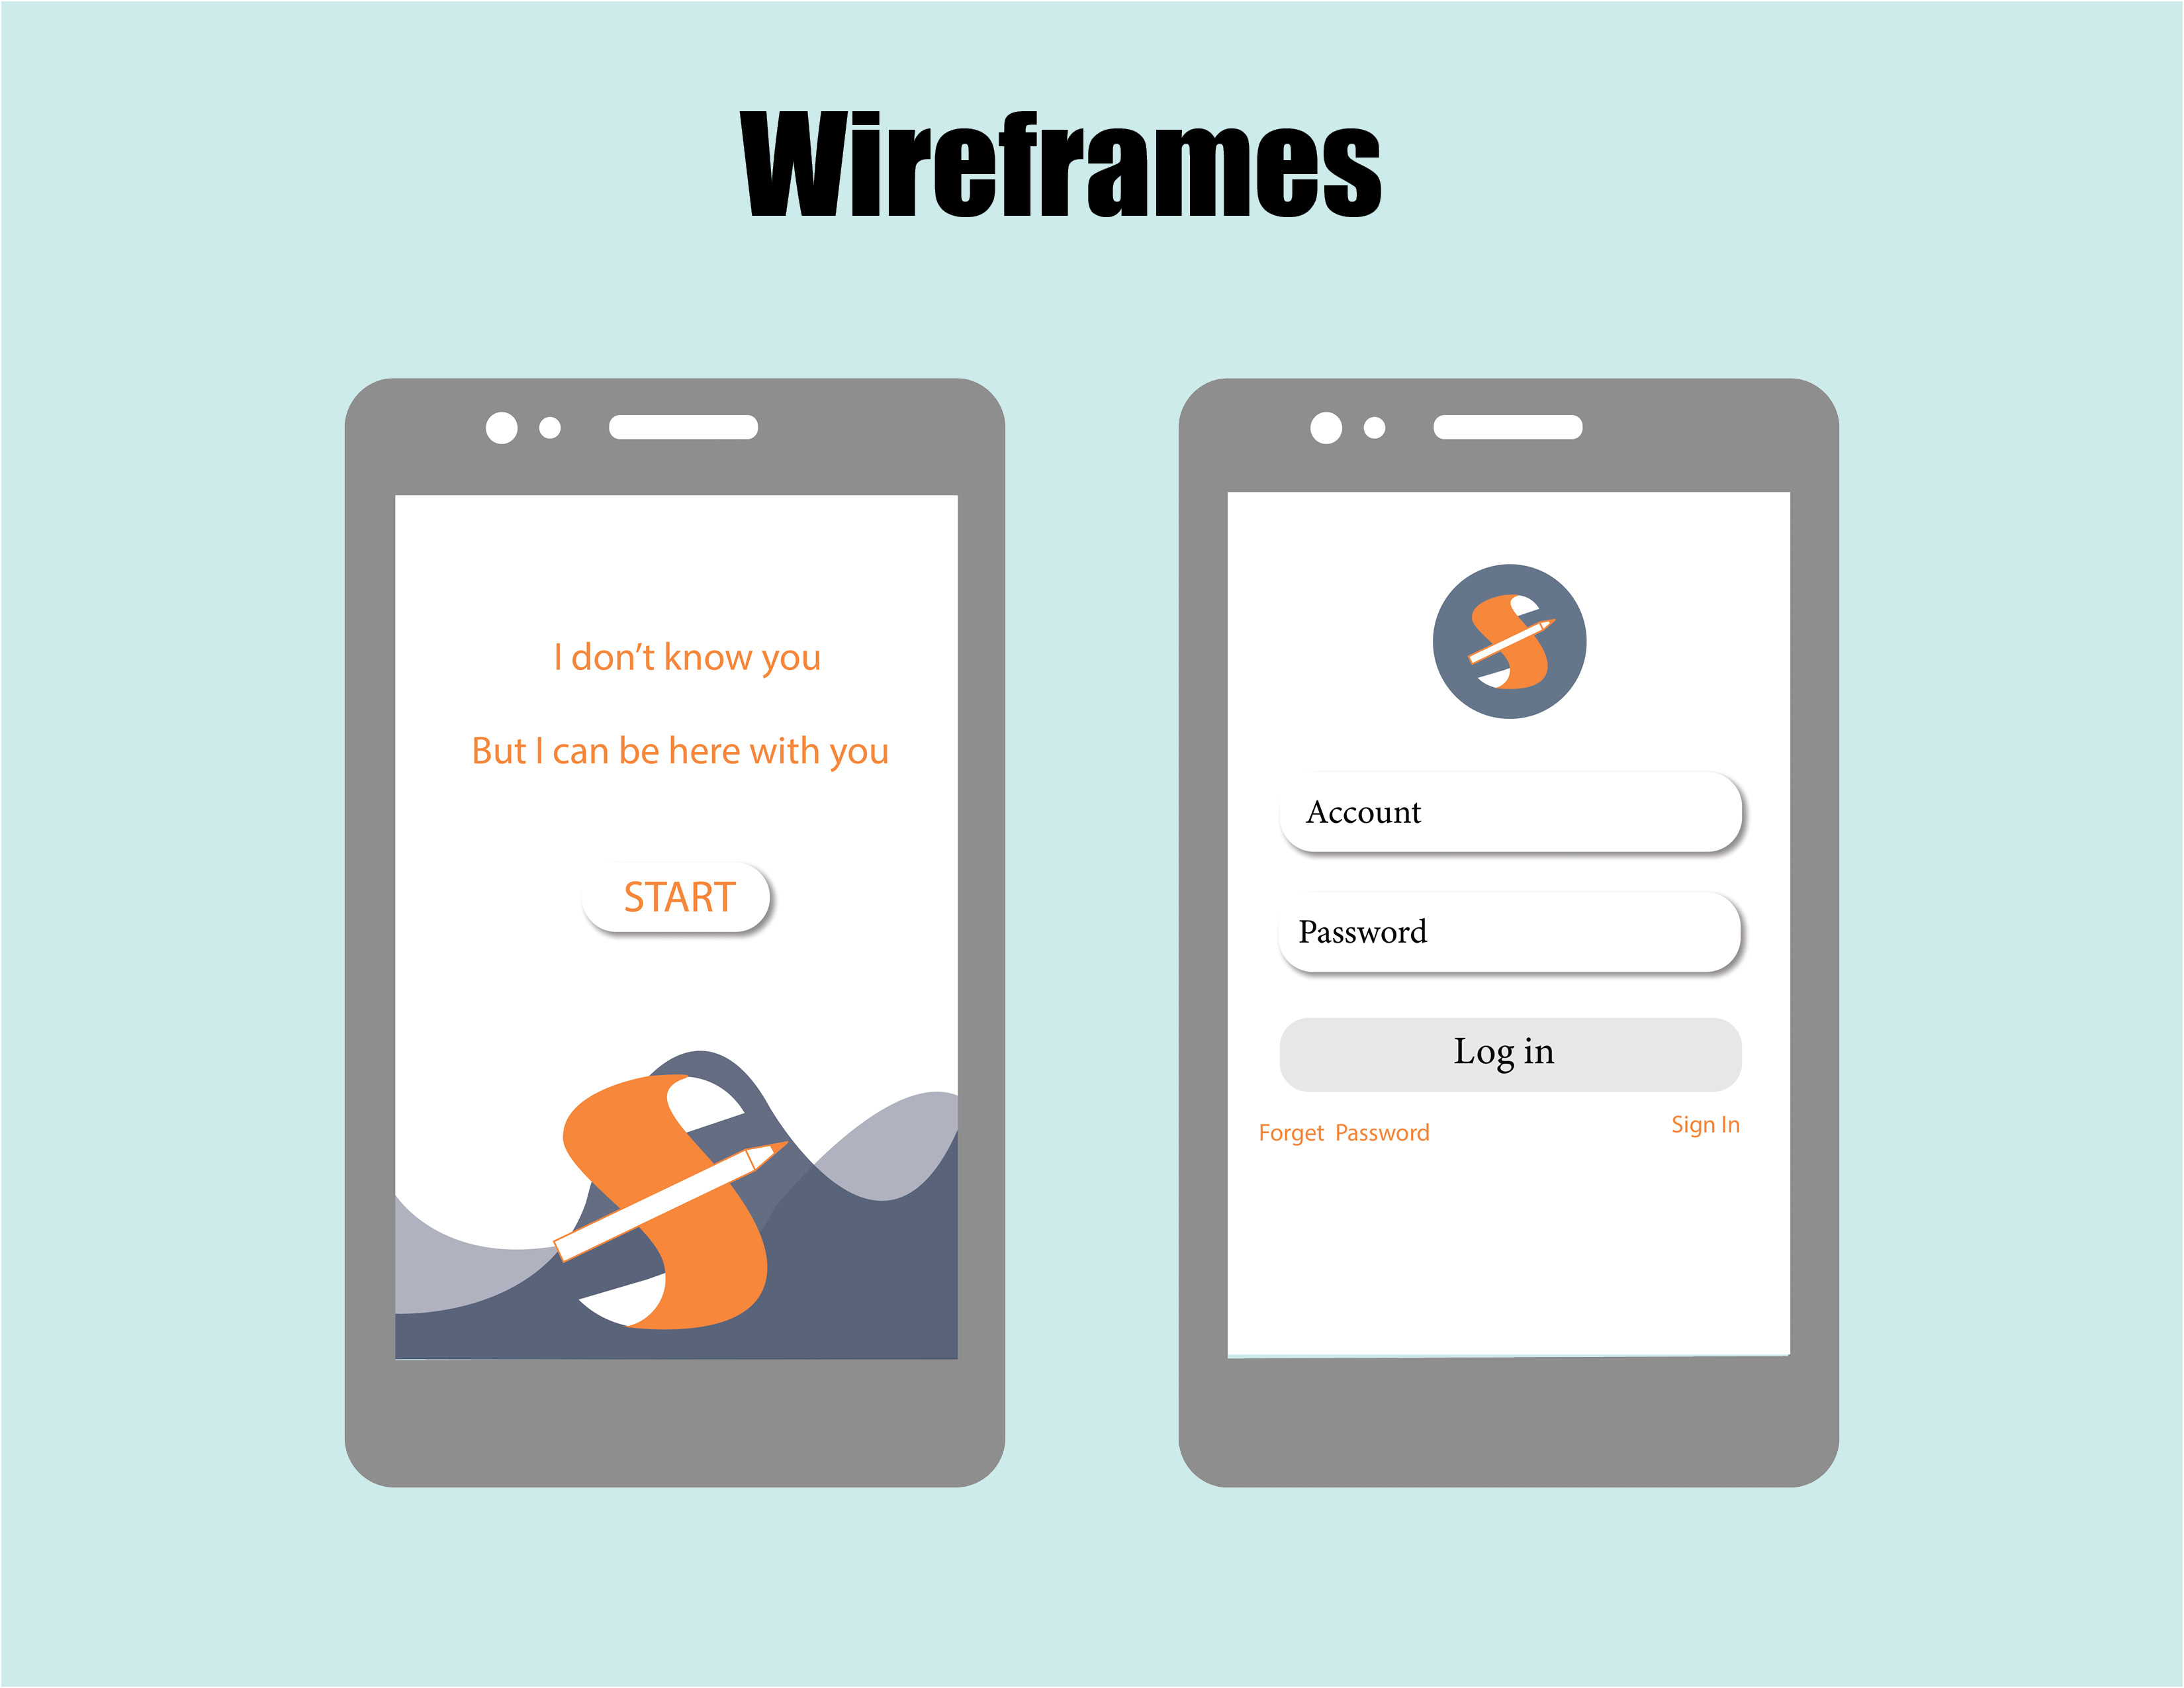 Wireframes
I don’t know you
But I can be here with you
START
Account
Password
Log in
Forget Password
Sign In